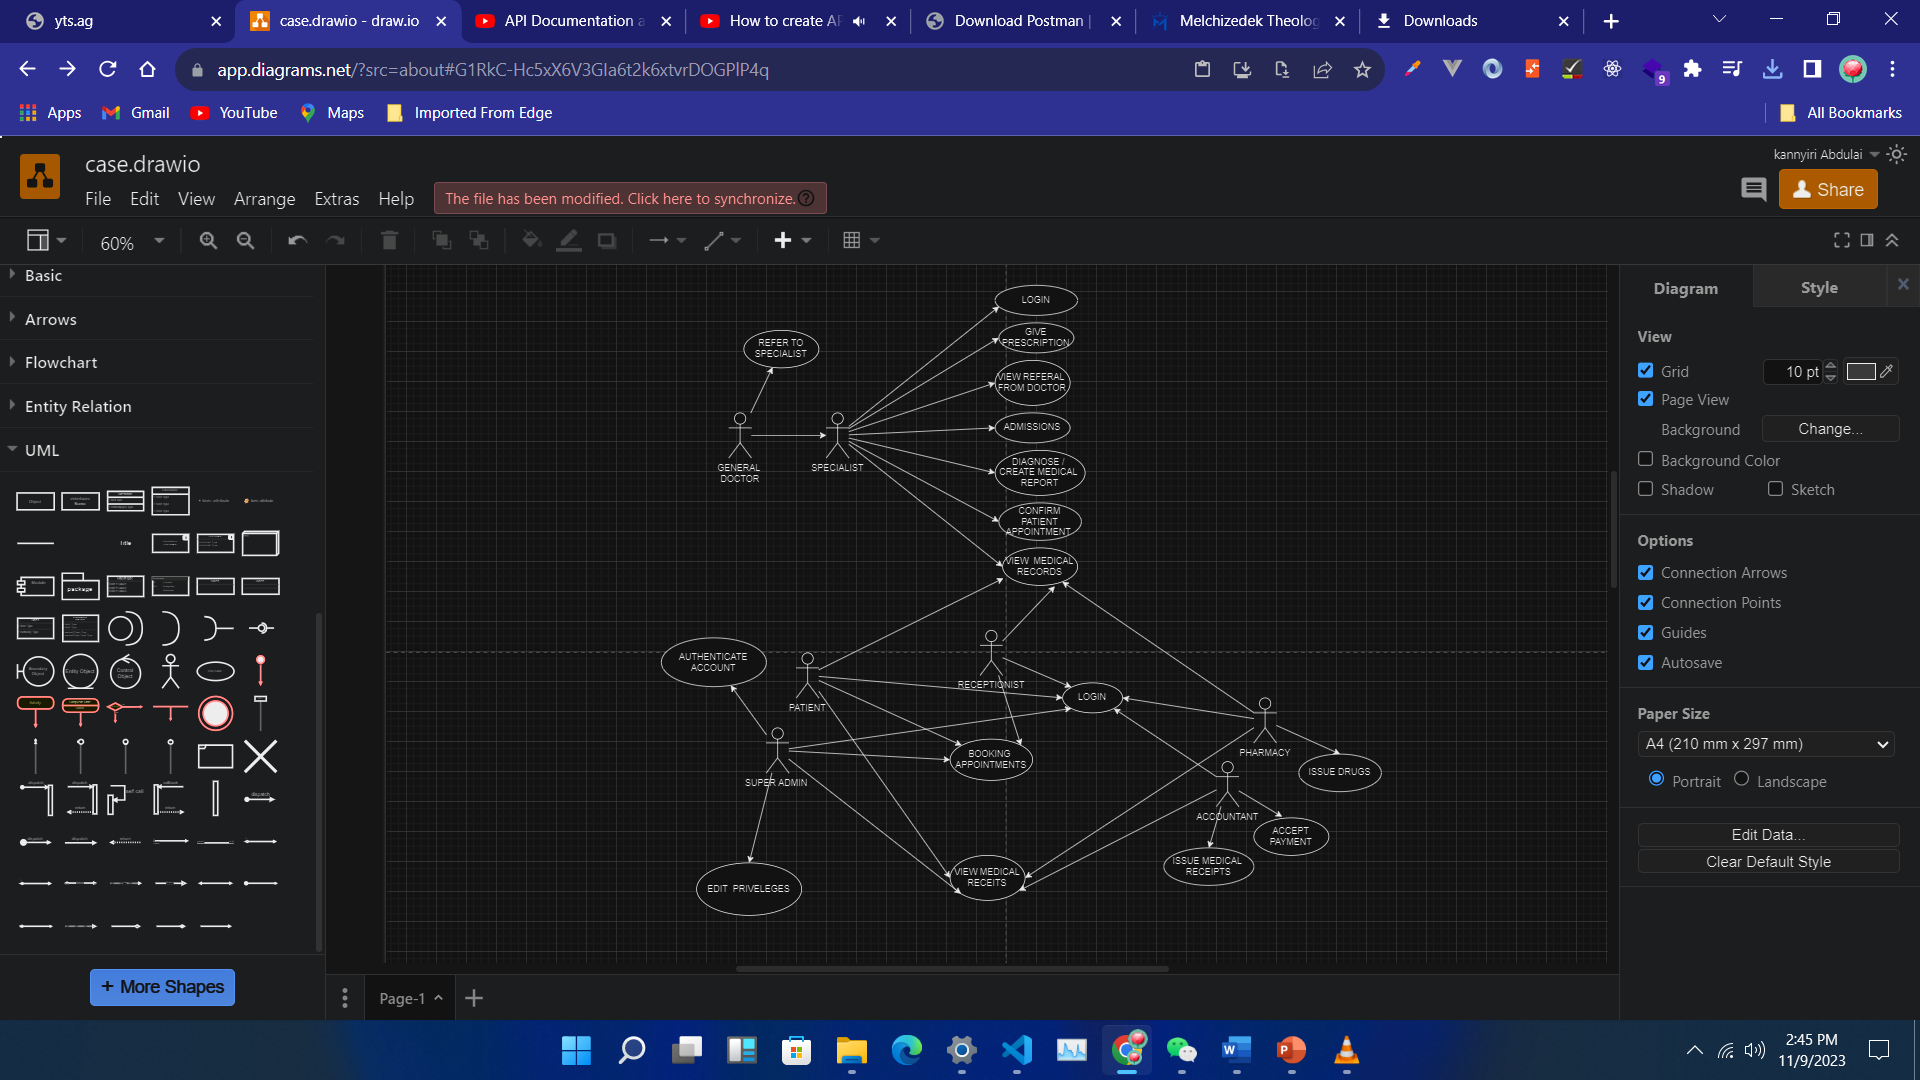 yts.ag
case.drawio - draw.io
API Documentation a
How to create AP
Download Postman |
Melchizedek Theolog
Downloads
app.diagrams.net/?src=about#G1RkC-Hc5xX6V3GIa6t2k6xtvrDOGPlP4q
9
Apps
Gmail
YouTube
Maps
Imported From Edge
All Bookmarks
case.drawio
kannyiri Abdulai
File
Edit
View
Arrange
Extras
Help
The file has been modified. Click here to synchronize.
Share
60%
Basic
Arrows
Flowchart
Entity Relation
UML
Title
package
+ More Shapes
LOGIN
GIVE
PRESCRIPTION
REFER TO
SPECIALIST
VIEW REFERAL
FROM DOCTOR
ADMISSIONS
GENERAL
DOCTOR
SPECIALIST
DIAGNOSE /
CREATE MEDICAL
REPORT
CONFIRM
PATIENT
APPOINTMENT
VIEW MEDICAL
RECORDS
AUTHENTICATE
ACCOUNT
PATIENT
RECEPTIONIST
LOGIN
PHARMACY
SUPER ADMIN
BOOKING
APPOINTMENTS
ISSUE DRUGS
ACCOUNTANT
ACCEPT
PAYMENT
ISSUE MEDICAL
RECEIPTS
VIEW MEDICAL
RECEITS
EDIT PRIVELEGES
Page-1
Diagram
Style
View
Grid
10 pt
Page View
Background
Change...
Background Color
Shadow
Sketch
Options
Connection Arrows
Connection Points
Guides
Autosave
Paper Size
A4 (210 mm x 297 mm)
Portrait
Landscape
Edit Data...
Clear Default Style
2:45 PM
11/9/2023